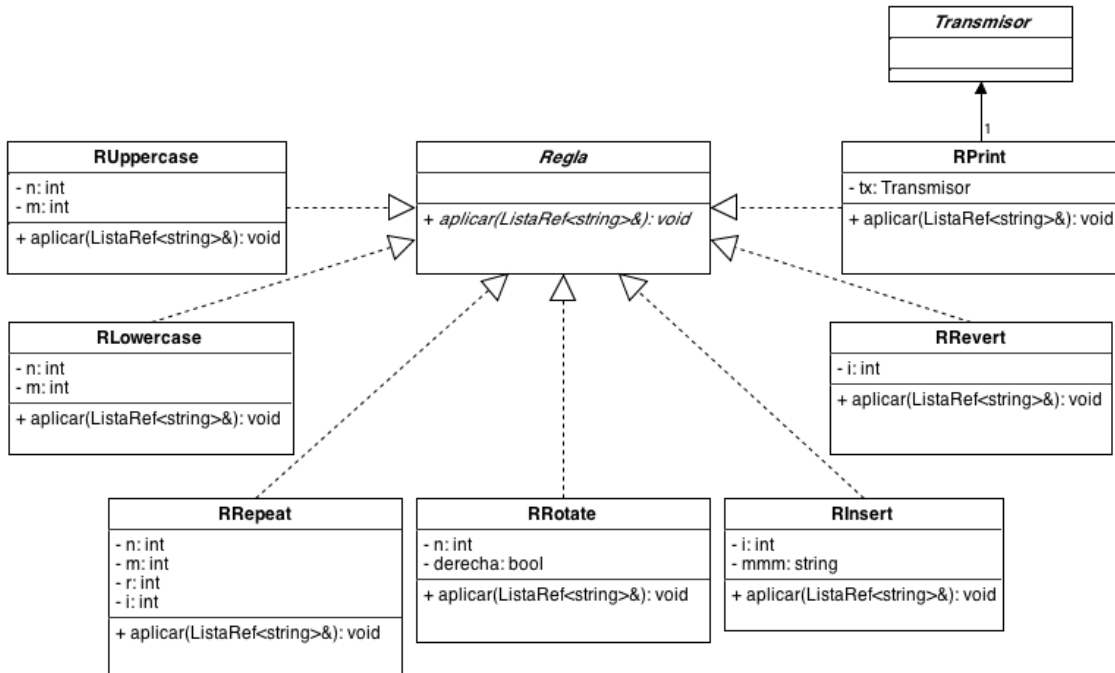 Transmisor
1
RUppercase
- n: int
- m: int
+ aplicar(ListaRef<string>&): void
Regla
+ aplicar(ListaRef<string>&): void
RPrint
- tx: Transmisor
+ aplicar(ListaRef<string>&): void
RLowercase
- n: int
- m: int
+ aplicar(ListaRef<string>&): void
RRevert
- i: int
+ aplicar(ListaRef<string>&): void
RRepeat
- n: int
- m: int
- r: int
- i: int
+ aplicar(ListaRef<string>&): void
RRotate
- n: int
- derecha: bool
+ aplicar(ListaRef<string>&): void
RInsert
- i: int
- mmm: string
+ aplicar(ListaRef<string>&): void